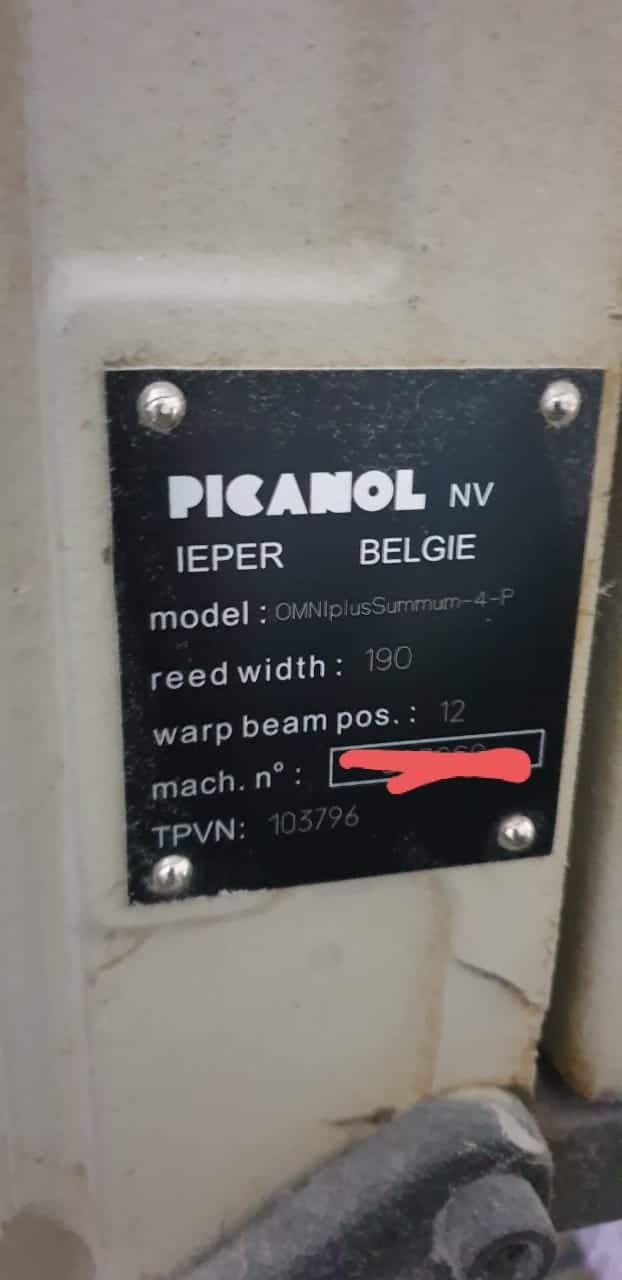 PICANOL NV
IEPER BELGIE
model : OMNIplusSummum-4-P
reed width : 190
warp beam pos. : 12
mach. n° :
TPVN: 103796